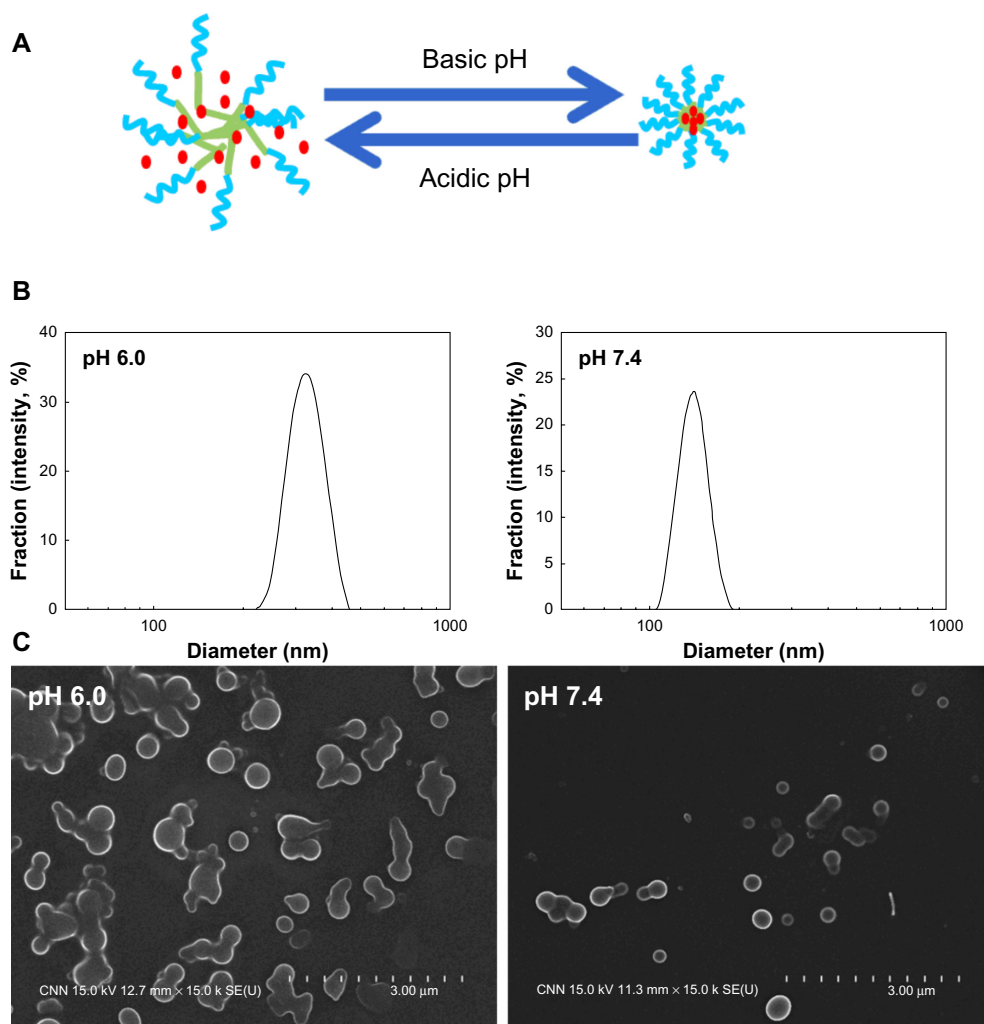 A
Basic pH
Acidic pH
B
pH 6.0
40
30
20
10
0
100
1000
Fraction (intensity, %)
Diameter (nm)
pH 7.4
30
25
20
15
10
5
0
100
1000
Fraction (intensity, %)
Diameter (nm)
C
pH 6.0
CNN 15.0 kV 12.7 mm × 15.0 k SE(U)
3.00 µm
pH 7.4
CNN 15.0 kV 11.3 mm × 15.0 k SE(U)
3.00 µm